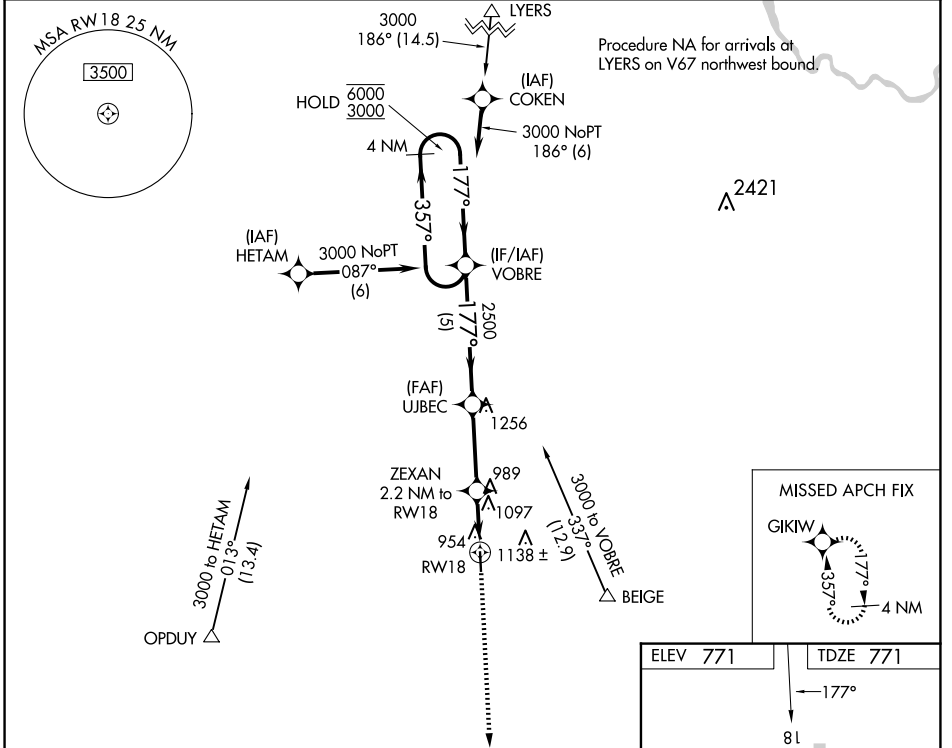 MSA RW18 25 NM
3500
LYERS
3000
186° (14.5)
Procedure NA for arrivals at
LYERS on V67 northwest bound.
(IAF)
COKEN
HOLD 6000
3000
4 NM
3000 NoPT
186° (6)
177°
357°
2421
(IAF)
HETAM
3000 NoPT
087°
(6)
(IF/IAF)
VOBRE
2500
177°
(5)
(FAF)
UJBEC
1256
ZEXAN
2.2 NM to
RW18
989
1097
954
RW18
1138 ±
3000 to HETAM
013°
(13.4)
OPDUY
3000 to VOBRE
337°
(12.9)
BEIGE
MISSED APCH FIX
GIKIW
177°
357°
4 NM
ELEV 771
TDZE 771
177°
18